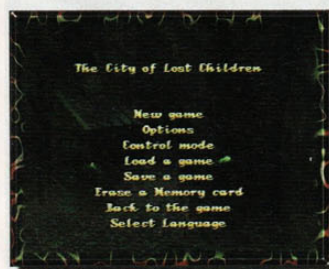 The City of Lost Children
New game
Options
Control mode
Load a game
Save a game
Erase a Memory card
Back to the game
Select Language